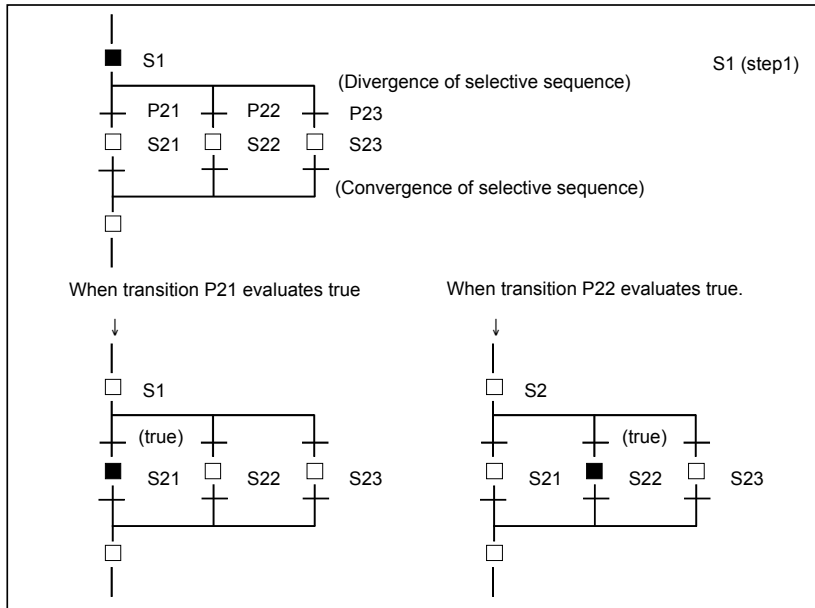 S1
S1 (step1)
(Divergence of selective sequence)
P21 P22 P23
S21 S22 S23
(Convergence of selective sequence)
When transition P21 evaluates true
When transition P22 evaluates true.
↓ ↓
S1 S2
(true) (true)
S21 S22 S23 S21 S22 S23